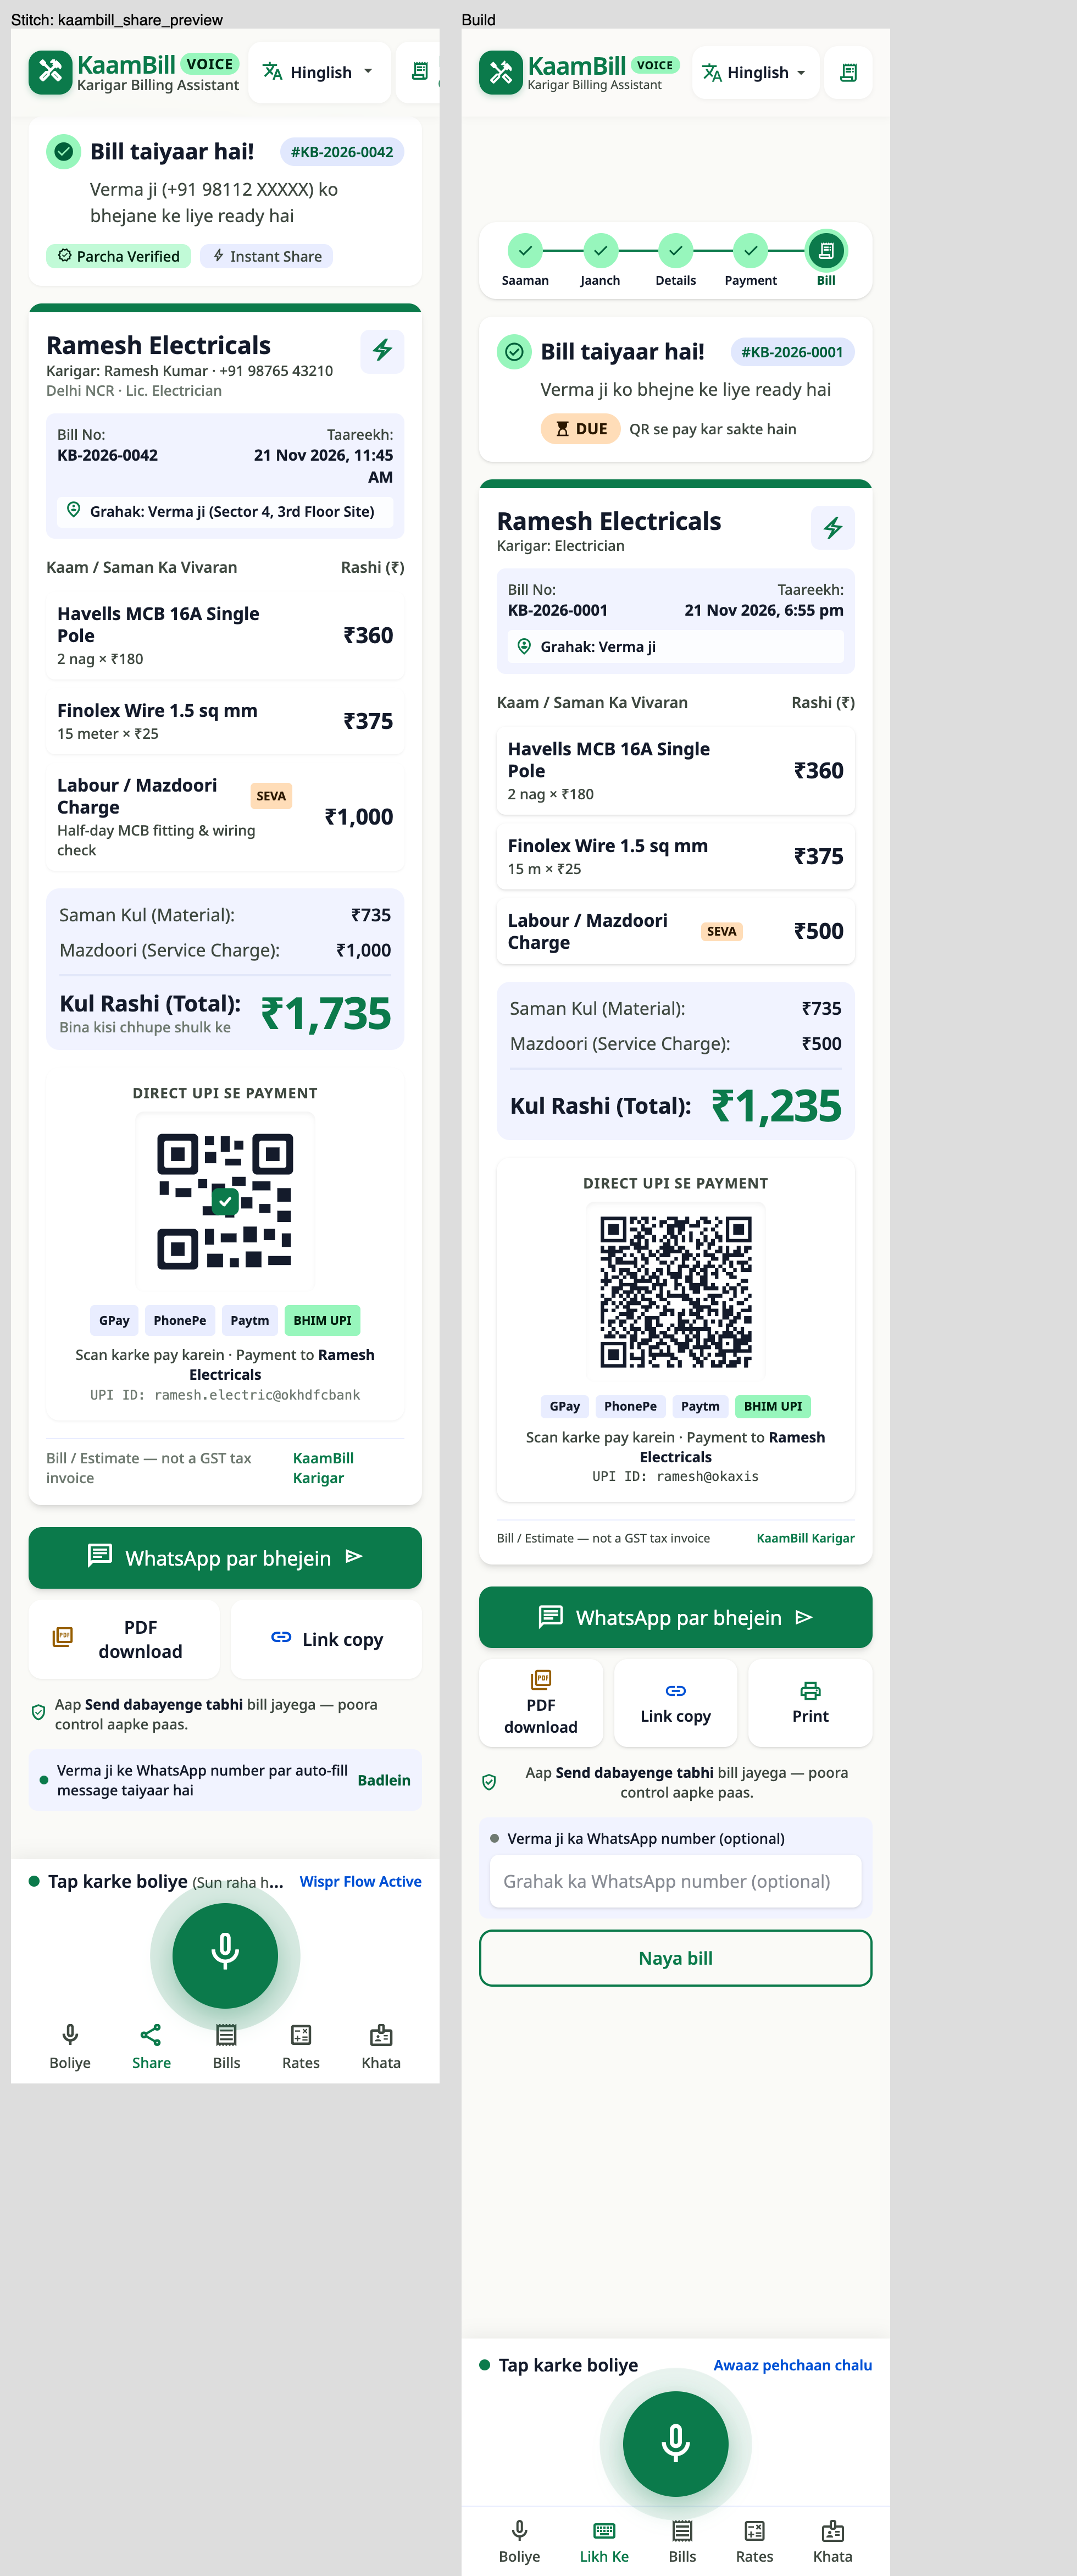 Stitch: kaambill_share_preview
KaamBill VOICE
Karigar Billing Assistant
Hinglish
Bill taiyaar hai!
#KB-2026-0042
Verma ji (+91 98112 XXXXX) ko
bhejane ke liye ready hai
Parcha Verified
Instant Share
Ramesh Electricals
Karigar: Ramesh Kumar · +91 98765 43210
Delhi NCR · Lic. Electrician
Bill No:
Taareekh:
KB-2026-0042
21 Nov 2026, 11:45
AM
Grahak: Verma ji (Sector 4, 3rd Floor Site)
Kaam / Saman Ka Vivaran
Rashi (₹)
Havells MCB 16A Single
Pole
2 nag × ₹180
₹360
Finolex Wire 1.5 sq mm
15 meter × ₹25
₹375
Labour / Mazdoori
Charge
SEVA
Half-day MCB fitting & wiring
check
₹1,000
Saman Kul (Material):
₹735
Mazdoori (Service Charge):
₹1,000
Kul Rashi (Total):
Bina kisi chhupe shulk ke
₹1,735
DIRECT UPI SE PAYMENT
GPay
PhonePe
Paytm
BHIM UPI
Scan karke pay karein · Payment to Ramesh
Electricals
UPI ID: ramesh.electric@okhdfcbank
Bill / Estimate — not a GST tax
invoice
KaamBill
Karigar
WhatsApp par bhejein
PDF
PDF
download
Link copy
Aap Send dabayenge tabhi bill jayega — poora
control aapke paas.
Verma ji ke WhatsApp number par auto-fill
message taiyaar hai
Badlein
Tap karke boliye (Sun raha h...
Wispr Flow Active
Boliye
Share
Bills
Rates
Khata
Build
KaamBill VOICE
Karigar Billing Assistant
Hinglish
Saaman
Jaanch
Details
Payment
Bill
Bill taiyaar hai!
#KB-2026-0001
Verma ji ko bhejne ke liye ready hai
DUE
QR se pay kar sakte hain
Ramesh Electricals
Karigar: Electrician
Bill No:
Taareekh:
KB-2026-0001
21 Nov 2026, 6:55 pm
Grahak: Verma ji
Kaam / Saman Ka Vivaran
Rashi (₹)
Havells MCB 16A Single
Pole
2 nag × ₹180
₹360
Finolex Wire 1.5 sq mm
15 m × ₹25
₹375
Labour / Mazdoori
Charge
SEVA
₹500
Saman Kul (Material):
₹735
Mazdoori (Service Charge):
₹500
Kul Rashi (Total):
₹1,235
DIRECT UPI SE PAYMENT
GPay
PhonePe
Paytm
BHIM UPI
Scan karke pay karein · Payment to Ramesh
Electricals
UPI ID: ramesh@okaxis
Bill / Estimate — not a GST tax invoice
KaamBill Karigar
WhatsApp par bhejein
PDF
PDF
download
Link copy
Print
Aap Send dabayenge tabhi bill jayega — poora
control aapke paas.
Verma ji ka WhatsApp number (optional)
Grahak ka WhatsApp number (optional)
Naya bill
Tap karke boliye
Awaaz pehchaan chalu
Boliye
Likh Ke
Bills
Rates
Khata